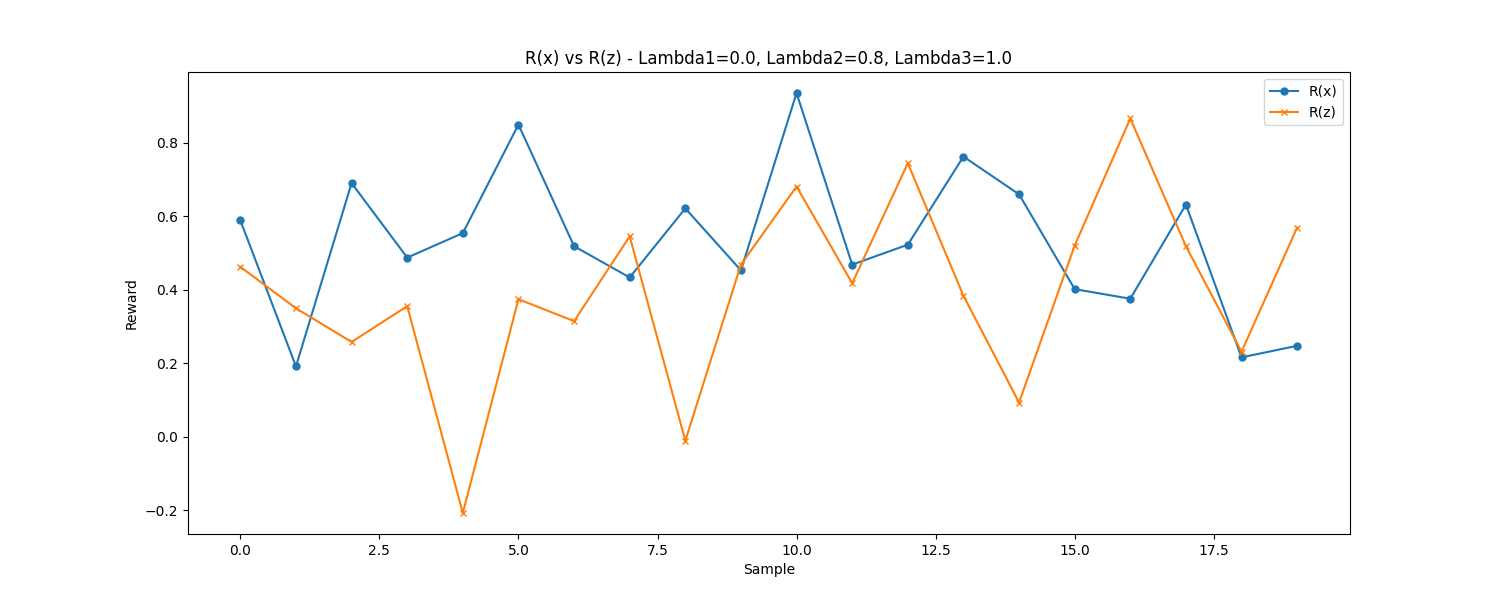 R(x) vs R(z) - Lambda1=0.0, Lambda2=0.8, Lambda3=1.0
R(x)
R(z)
Reward
0.8
0.6
0.4
0.2
0.0
−0.2
0.0 2.5 5.0 7.5 10.0 12.5 15.0 17.5
Sample